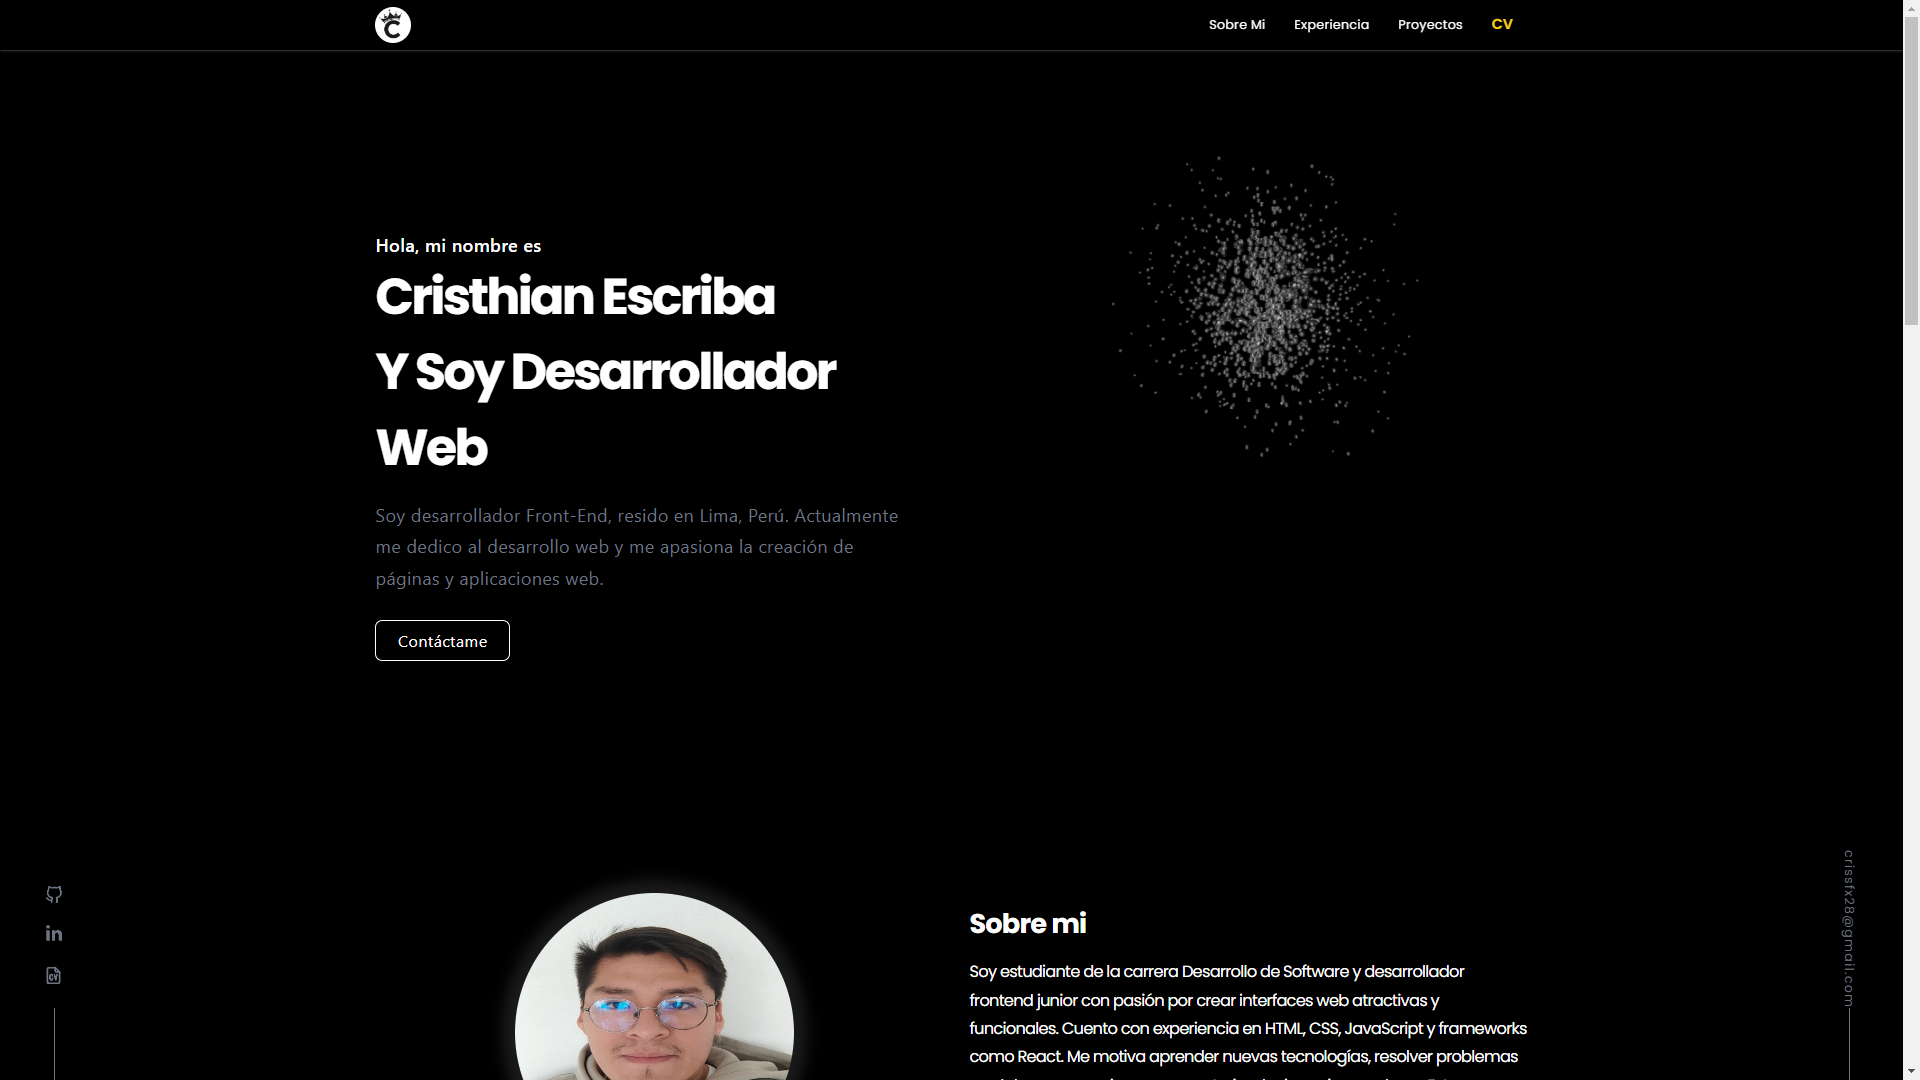 C
Sobre Mi
Experiencia
Proyectos
CV
Hola, mi nombre es
Cristhian Escriba
Y Soy Desarrollador
Web
Soy desarrollador Front-End, resido en Lima, Perú. Actualmente
me dedico al desarrollo web y me apasiona la creación de
páginas y aplicaciones web.
Contáctame
in
CV
crissfx28@gmail.com
Sobre mi
Soy estudiante de la carrera Desarrollo de Software y desarrollador
frontend junior con pasión por crear interfaces web atractivas y
funcionales. Cuento con experiencia en HTML, CSS, JavaScript y frameworks
como React. Me motiva aprender nuevas tecnologías, resolver problemas